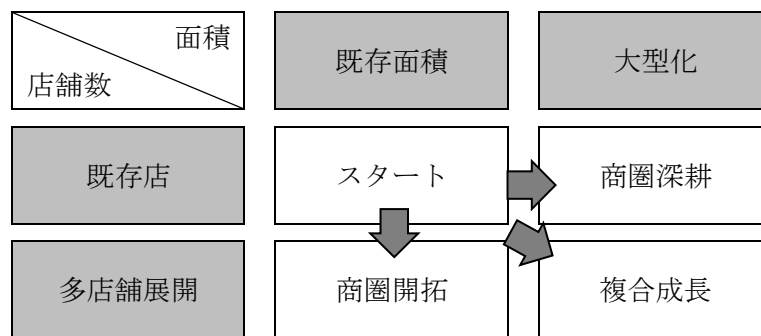 面積
店舗数
既存面積
大型化
既存店
スタート
商圏深耕
多店舗展開
商圏開拓
複合成長